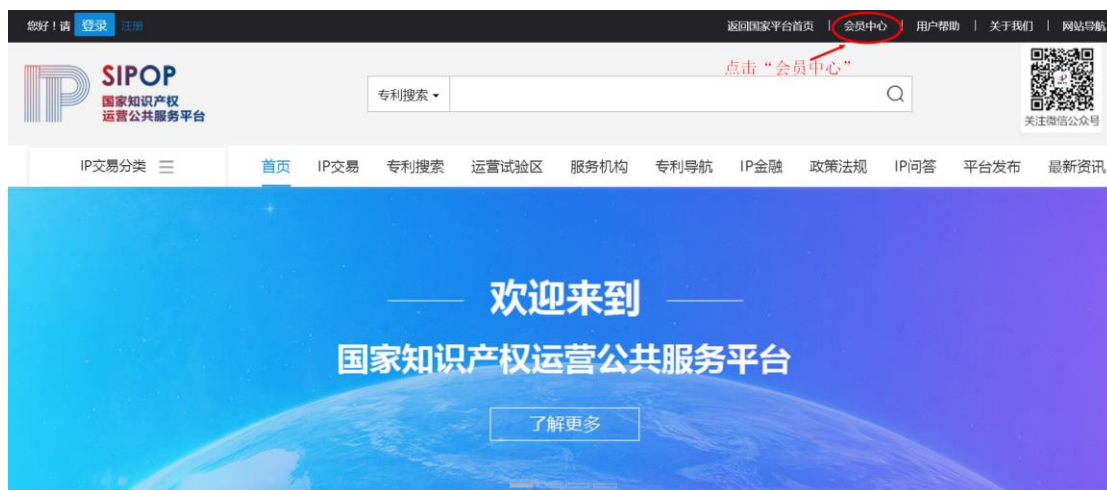 您好！请 登录 注册
返回国家平台首页 | 会员中心 | 用户帮助 | 关于我们 | 网站导航
点击“会员中心”
SIPOP
国家知识产权
运营公共服务平台
专利搜索
关注微信公众号
IP交易分类
首页 IP交易 专利搜索 运营试验区 服务机构 专利导航 IP金融 政策法规 IP问答 平台发布 最新资讯
欢迎来到
国家知识产权运营公共服务平台
了解更多